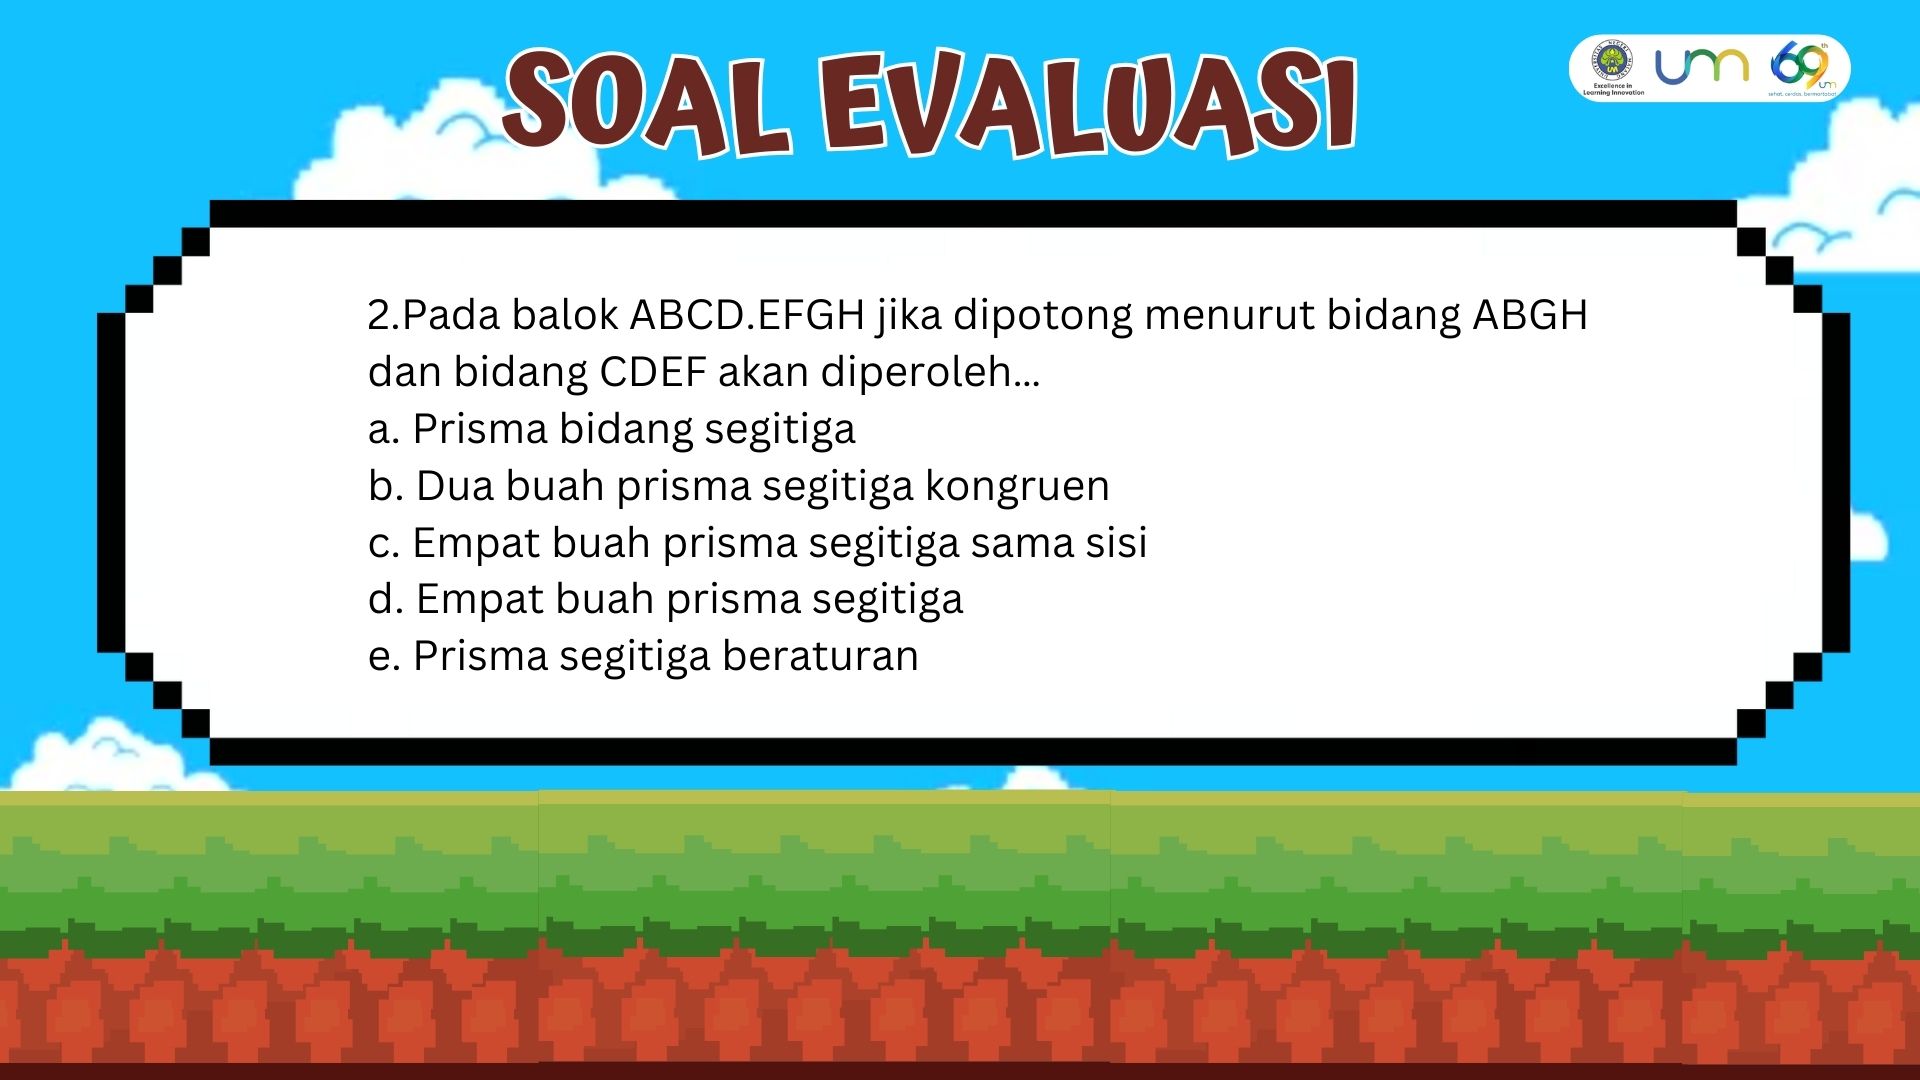 SOAL EVALUASI
Excellence in
Learning Innovation
um
69th
um
sehat, cerdas, bermartabat
2.Pada balok ABCD.EFGH jika dipotong menurut bidang ABGH
dan bidang CDEF akan diperoleh...
a. Prisma bidang segitiga
b. Dua buah prisma segitiga kongruen
c. Empat buah prisma segitiga sama sisi
d. Empat buah prisma segitiga
e. Prisma segitiga beraturan